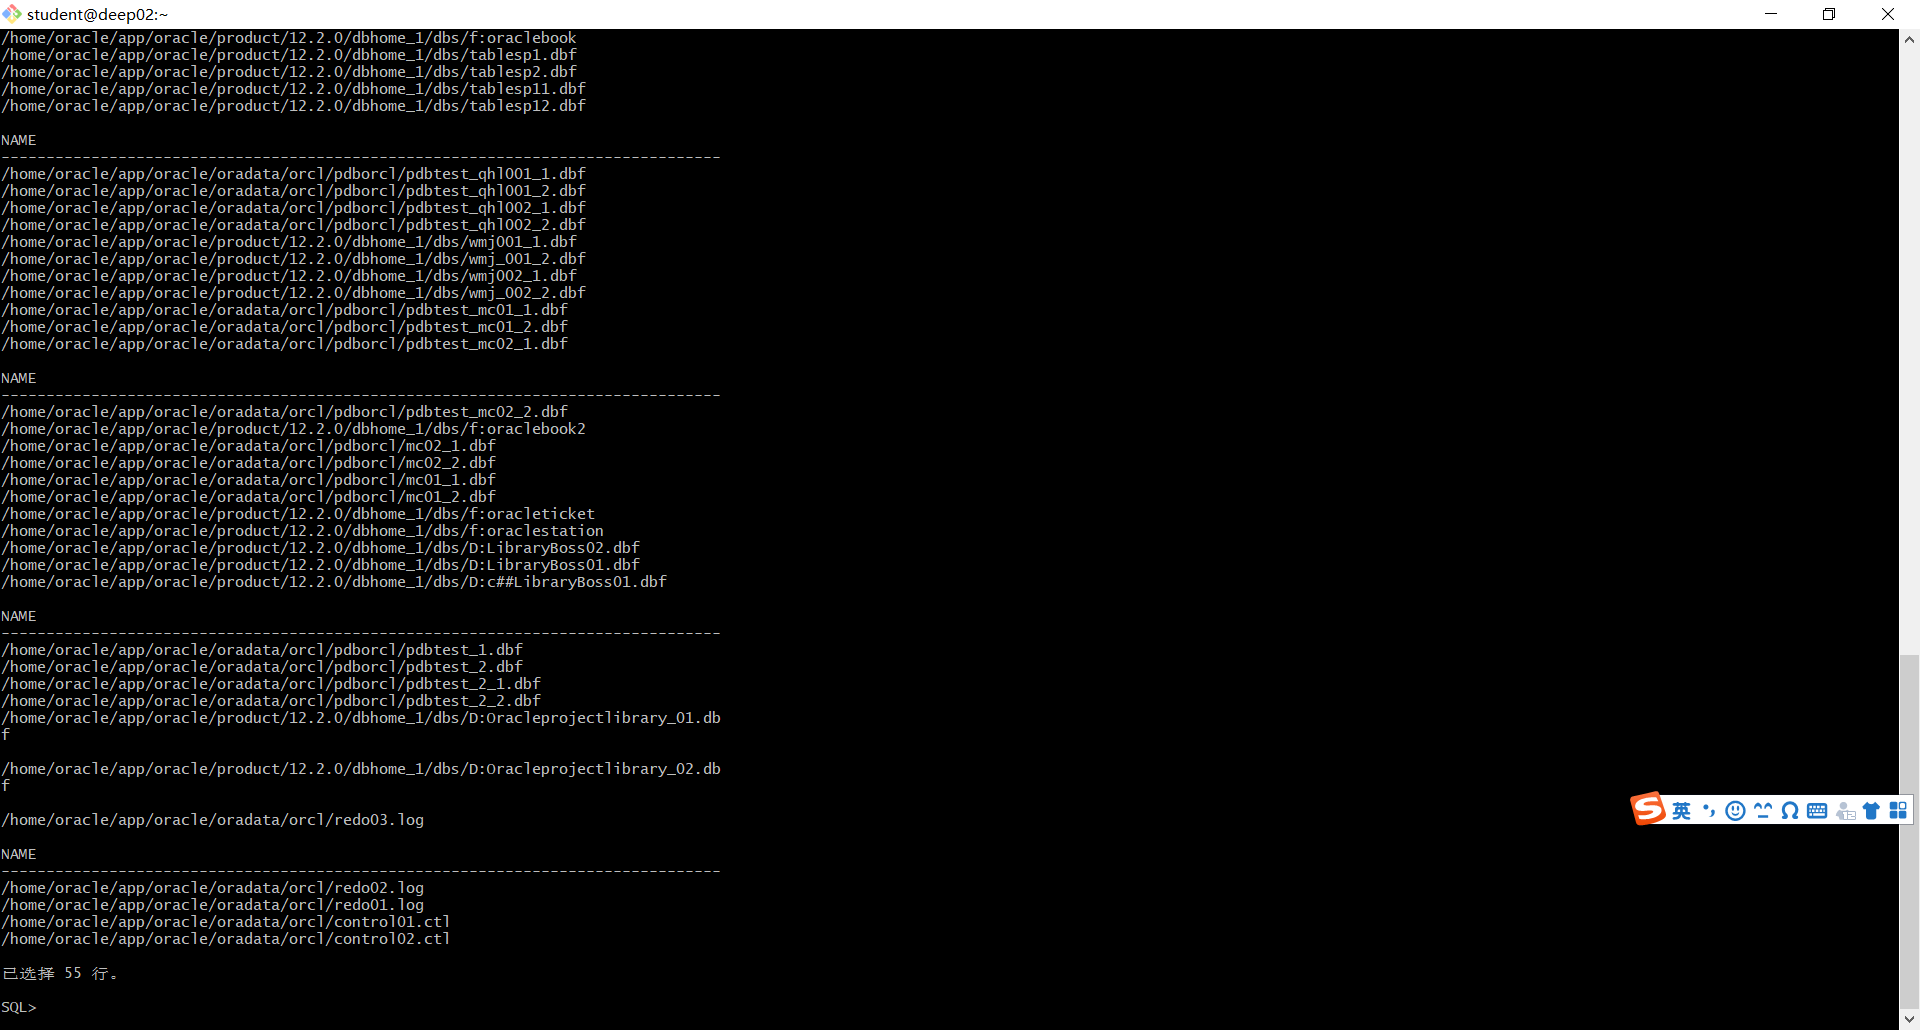 student@deep02:~
/home/oracle/app/oracle/product/12.2.0/dbhome_1/dbs/f:oraclebook
/home/oracle/app/oracle/product/12.2.0/dbhome_1/dbs/tablesp1.dbf
/home/oracle/app/oracle/product/12.2.0/dbhome_1/dbs/tablesp2.dbf
/home/oracle/app/oracle/product/12.2.0/dbhome_1/dbs/tablesp11.dbf
/home/oracle/app/oracle/product/12.2.0/dbhome_1/dbs/tablesp12.dbf
NAME
--------------------------------------------------------------------------------
/home/oracle/app/oracle/oradata/orcl/pdborcl/pdbtest_qhl001_1.dbf
/home/oracle/app/oracle/oradata/orcl/pdborcl/pdbtest_qhl001_2.dbf
/home/oracle/app/oracle/oradata/orcl/pdborcl/pdbtest_qhl002_1.dbf
/home/oracle/app/oracle/oradata/orcl/pdborcl/pdbtest_qhl002_2.dbf
/home/oracle/app/oracle/product/12.2.0/dbhome_1/dbs/wmj001_1.dbf
/home/oracle/app/oracle/product/12.2.0/dbhome_1/dbs/wmj_001_2.dbf
/home/oracle/app/oracle/product/12.2.0/dbhome_1/dbs/wmj002_1.dbf
/home/oracle/app/oracle/product/12.2.0/dbhome_1/dbs/wmj_002_2.dbf
/home/oracle/app/oracle/oradata/orcl/pdborcl/pdbtest_mc01_1.dbf
/home/oracle/app/oracle/oradata/orcl/pdborcl/pdbtest_mc01_2.dbf
/home/oracle/app/oracle/oradata/orcl/pdborcl/pdbtest_mc02_1.dbf
NAME
--------------------------------------------------------------------------------
/home/oracle/app/oracle/oradata/orcl/pdborcl/pdbtest_mc02_2.dbf
/home/oracle/app/oracle/product/12.2.0/dbhome_1/dbs/f:oraclebook2
/home/oracle/app/oracle/oradata/orcl/pdborcl/mc02_1.dbf
/home/oracle/app/oracle/oradata/orcl/pdborcl/mc02_2.dbf
/home/oracle/app/oracle/oradata/orcl/pdborcl/mc01_1.dbf
/home/oracle/app/oracle/oradata/orcl/pdborcl/mc01_2.dbf
/home/oracle/app/oracle/product/12.2.0/dbhome_1/dbs/f:oracleticket
/home/oracle/app/oracle/product/12.2.0/dbhome_1/dbs/f:oraclestation
/home/oracle/app/oracle/product/12.2.0/dbhome_1/dbs/D:LibraryBoss02.dbf
/home/oracle/app/oracle/product/12.2.0/dbhome_1/dbs/D:LibraryBoss01.dbf
/home/oracle/app/oracle/product/12.2.0/dbhome_1/dbs/D:c##LibraryBoss01.dbf
NAME
--------------------------------------------------------------------------------
/home/oracle/app/oracle/oradata/orcl/pdborcl/pdbtest_1.dbf
/home/oracle/app/oracle/oradata/orcl/pdborcl/pdbtest_2.dbf
/home/oracle/app/oracle/oradata/orcl/pdborcl/pdbtest_2_1.dbf
/home/oracle/app/oracle/oradata/orcl/pdborcl/pdbtest_2_2.dbf
/home/oracle/app/oracle/product/12.2.0/dbhome_1/dbs/D:Oracleprojectlibrary_01.db
f
/home/oracle/app/oracle/product/12.2.0/dbhome_1/dbs/D:Oracleprojectlibrary_02.db
f
/home/oracle/app/oracle/oradata/orcl/redo03.log
NAME
--------------------------------------------------------------------------------
/home/oracle/app/oracle/oradata/orcl/redo02.log
/home/oracle/app/oracle/oradata/orcl/redo01.log
/home/oracle/app/oracle/oradata/orcl/control01.ctl
/home/oracle/app/oracle/oradata/orcl/control02.ctl
已选择 55 行。
SQL>
英